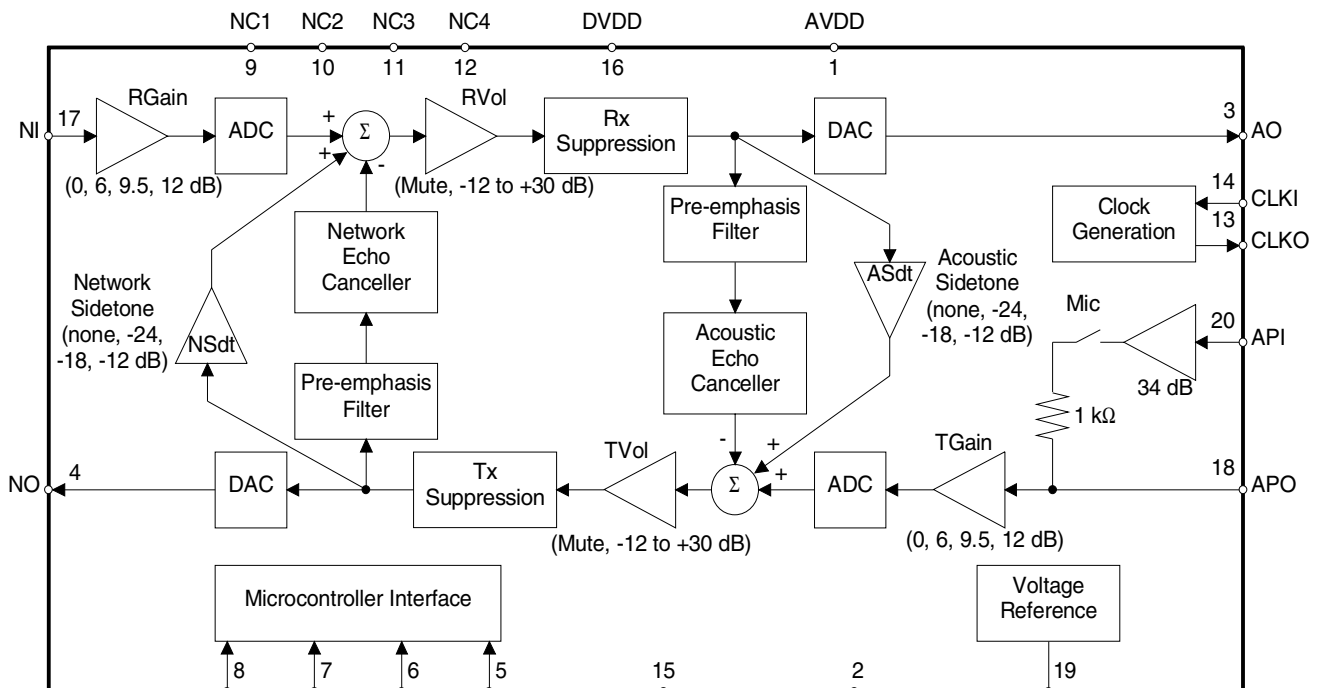 NC1 NC2 NC3 NC4 DVDD AVDD
9 10 11 12 16 1
NI 17 RGain ADC + Σ RVol Rx
Suppression DAC 3 AO
+ -
(0, 6, 9.5, 12 dB) (Mute, -12 to +30 dB)
Clock
Generation 14 CLKI
13 CLKO
Network
Echo
Canceller
Pre-emphasis
Filter
ASdt
Acoustic
Sidetone
(none, -24,
-18, -12 dB)
Network
Sidetone
(none, -24,
-18, -12 dB)
NSdt
Acoustic
Echo
Canceller
Mic
20 API
34 dB
1 kΩ
Pre-emphasis
Filter
- +
NO 4 DAC Tx
Suppression TVol Σ + ADC TGain 18 APO
(Mute, -12 to +30 dB) (0, 6, 9.5, 12 dB)
Microcontroller Interface
Voltage
Reference
8 7 6 5 15 2 19